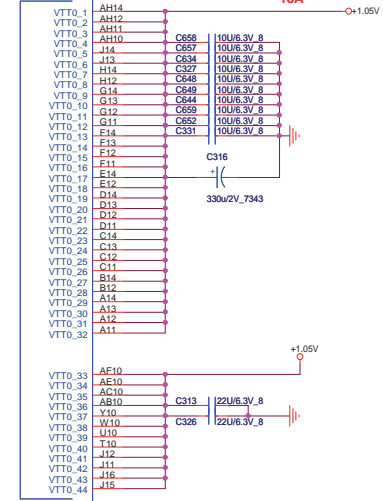 10A
VTT0_1 AH14 +1.05V
VTT0_2 AH12
VTT0_3 AH11
VTT0_4 AH10 C658 10U/6.3V_8
VTT0_5 J14 C657 10U/6.3V_8
VTT0_6 J13 C634 10U/6.3V_8
VTT0_7 H14 C327 10U/6.3V_8
VTT0_8 H12 C648 10U/6.3V_8
VTT0_9 G14 C649 10U/6.3V_8
VTT0_10 G13 C644 10U/6.3V_8
VTT0_11 G12 C659 10U/6.3V_8
VTT0_12 G11 C652 10U/6.3V_8
VTT0_13 F14 C331 10U/6.3V_8
VTT0_14 F13
VTT0_15 F12 C316
VTT0_16 F11
VTT0_17 E14 +
VTT0_18 E12
VTT0_19 D14 330u/2V_7343
VTT0_20 D13
VTT0_21 D12
VTT0_22 D11
VTT0_23 C14
VTT0_24 C13
VTT0_25 C12
VTT0_26 C11
VTT0_27 B14
VTT0_28 B12
VTT0_29 A14
VTT0_30 A13
VTT0_31 A12
VTT0_32 A11
+1.05V
VTT0_33 AF10
VTT0_34 AE10
VTT0_35 AC10
VTT0_36 AB10 C313 22U/6.3V_8
VTT0_37 Y10
VTT0_38 W10 C326 22U/6.3V_8
VTT0_39 U10
VTT0_40 T10
VTT0_41 J12
VTT0_42 J11
VTT0_43 J16
VTT0_44 J15